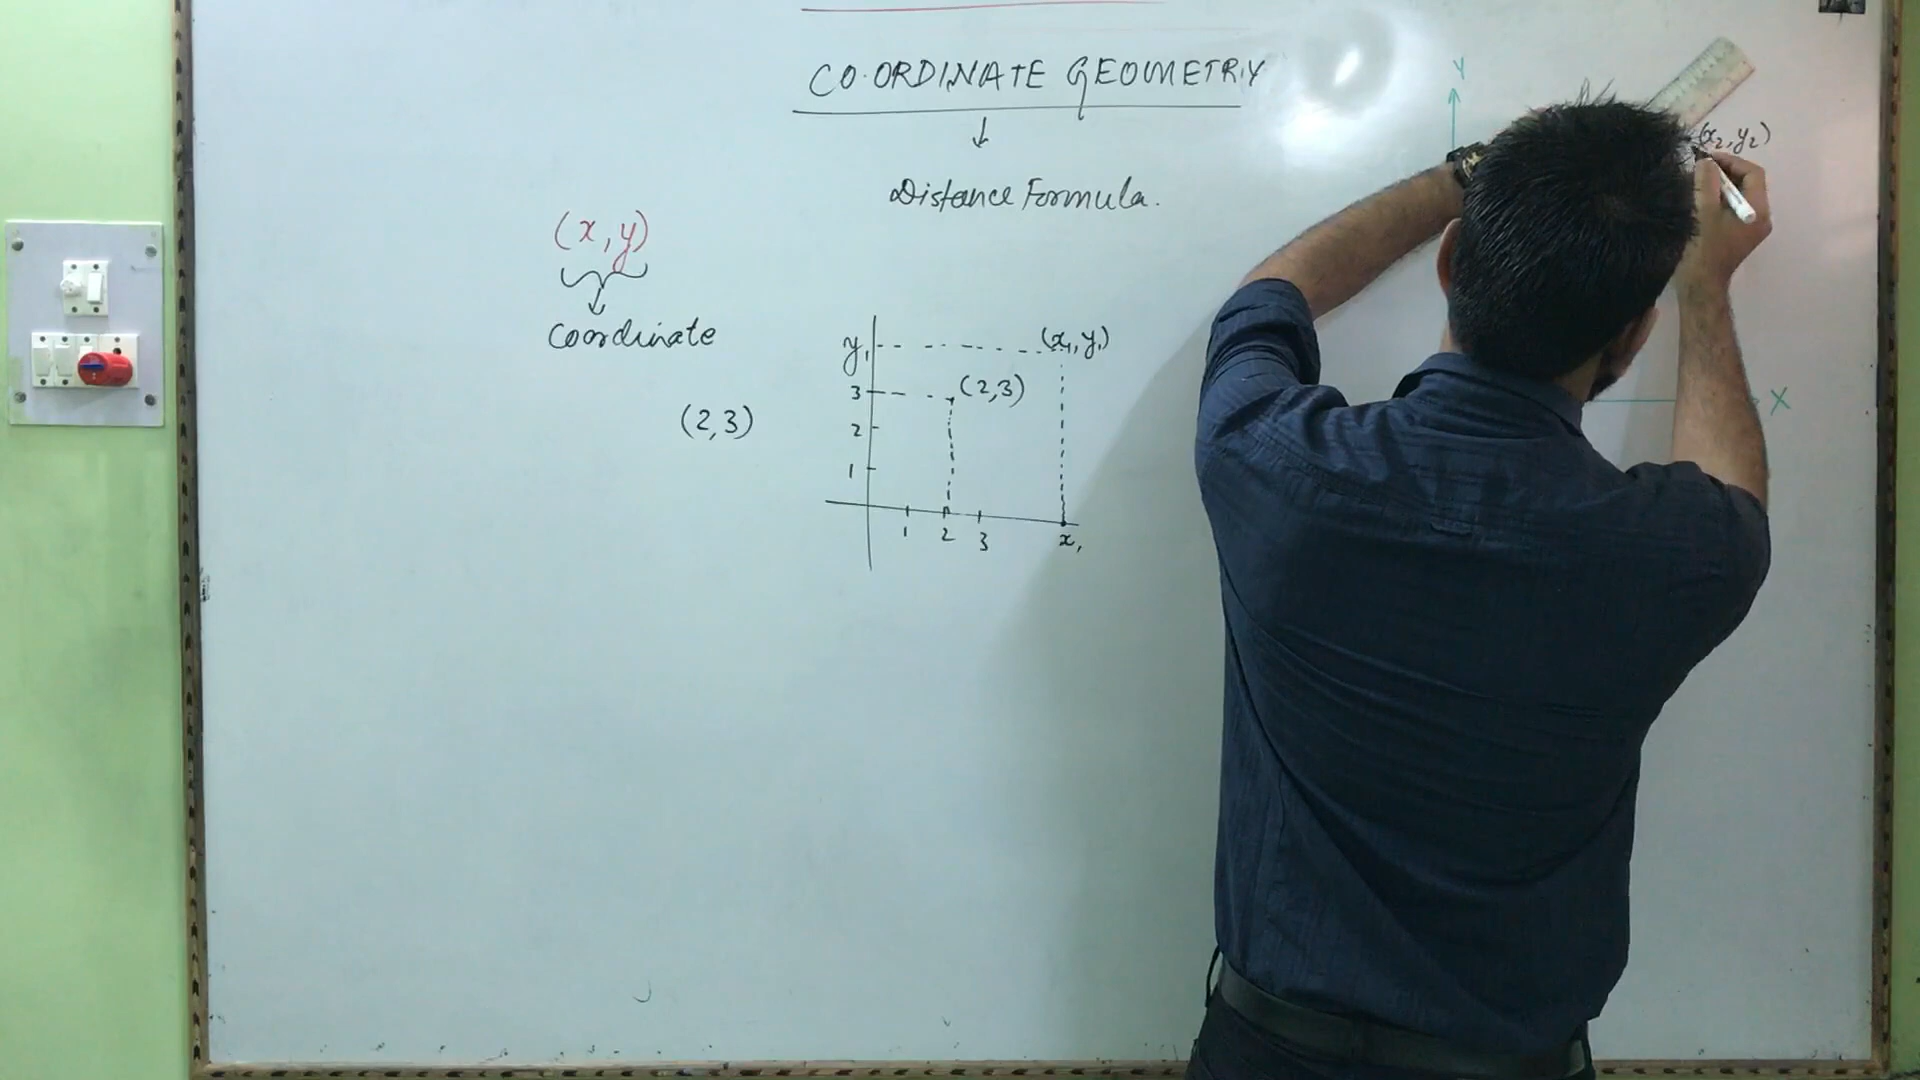 CO-ORDINATE GEOMETRY
Distance Formula.
(x, y)
Coordinate
(2,3)
y₁
(x₁, y₁)
3
(2,3)
2
1
1 2 3 x₁
Y
(x₂, y₂)
X